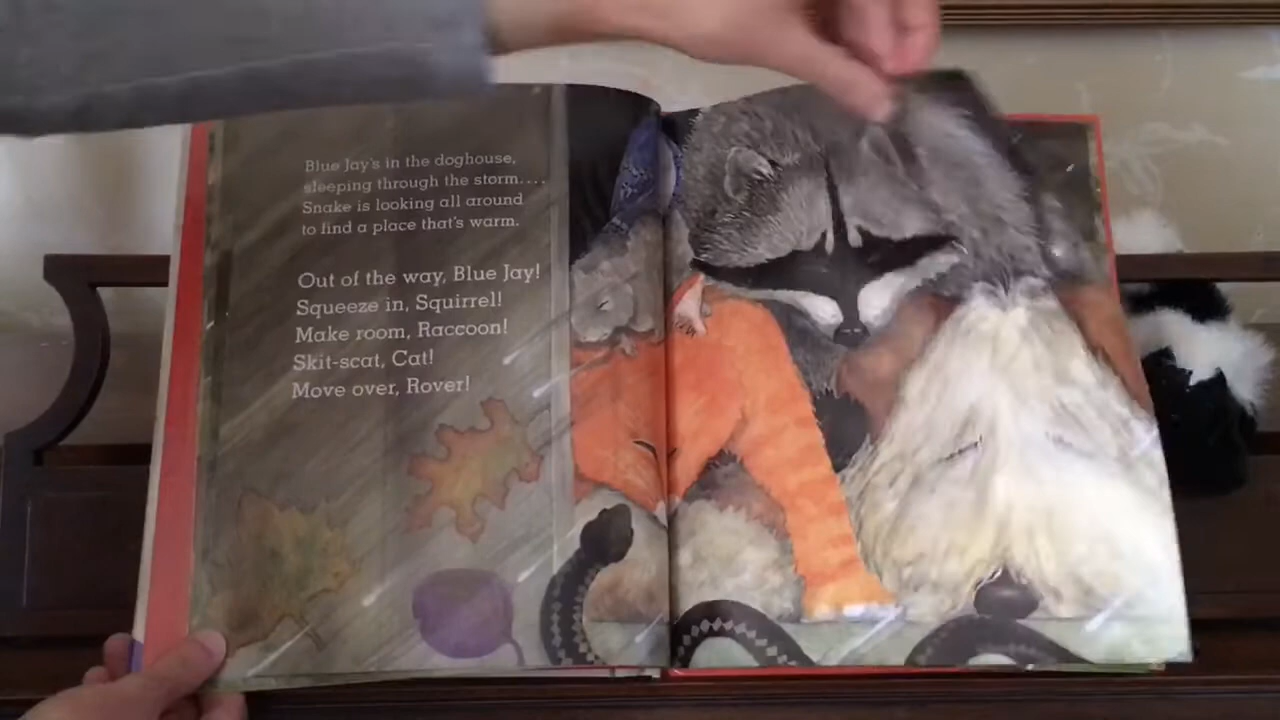 Blue Jay's in the doghouse,
sleeping through the storm....
Snake is looking all around
to find a place that's warm.
Out of the way, Blue Jay!
Squeeze in, Squirrel!
Make room, Raccoon!
Skit-scat, Cat!
Move over, Rover!